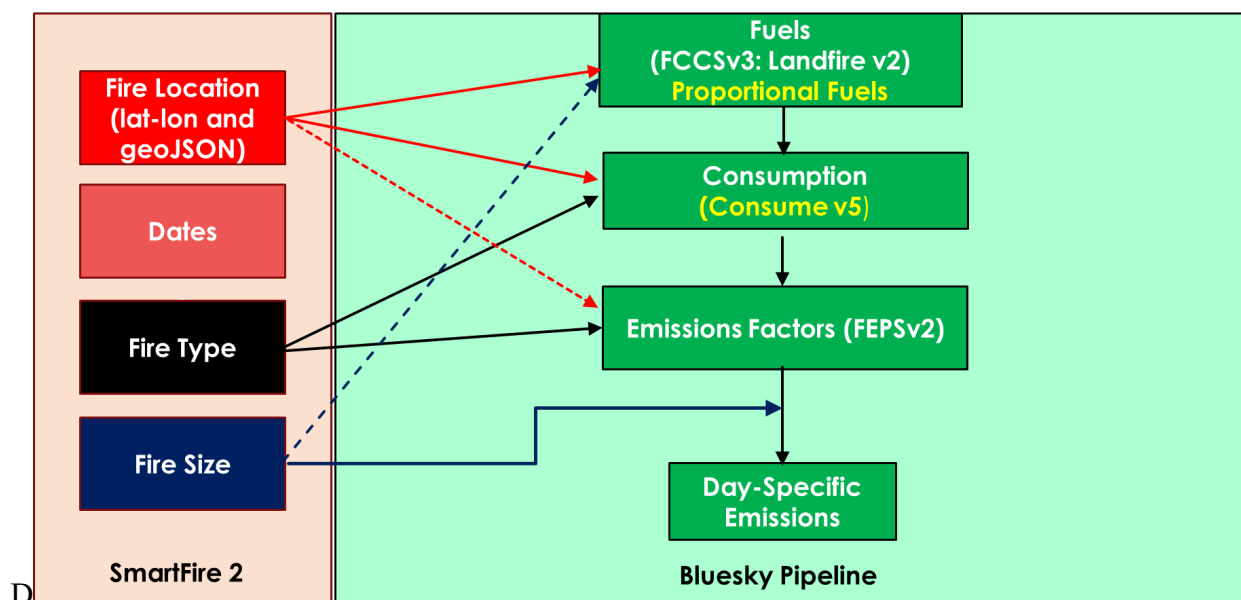 Fire Location
(lat-lon and
geoJSON)
Dates
Fire Type
Fire Size
SmartFire 2
Fuels
(FCCSv3: Landfire v2)
Proportional Fuels
Consumption
(Consume v5)
Emissions Factors (FEPSv2)
Day-Specific
Emissions
Bluesky Pipeline
D